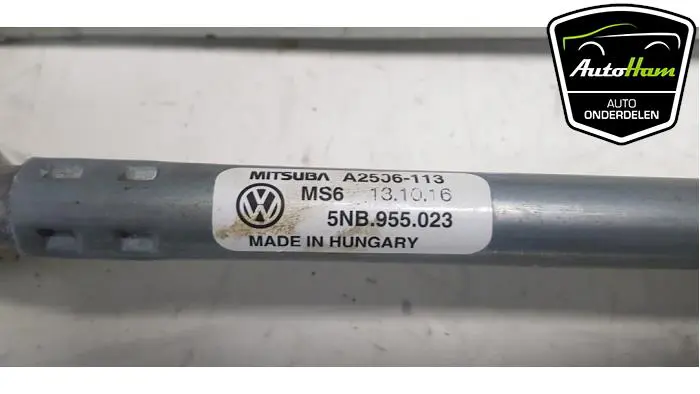 AutoHam
AUTO
ONDERDELEN
MITSUBA A2506-113
MS6 13.10.16
5NB.955.023
MADE IN HUNGARY